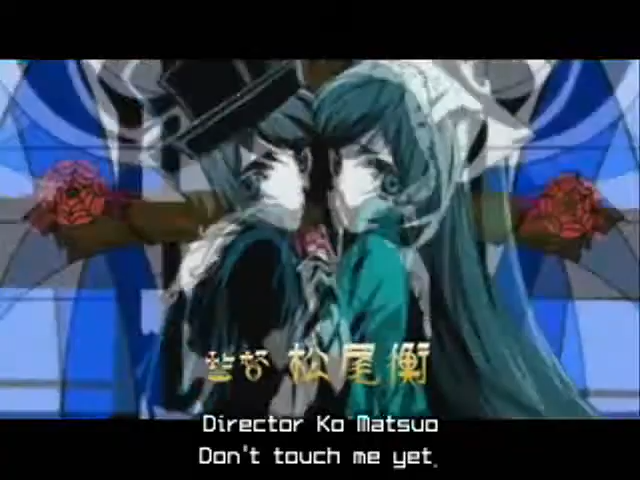 監督 松尾衡
Director Ko Matsuo
Don't touch me yet.